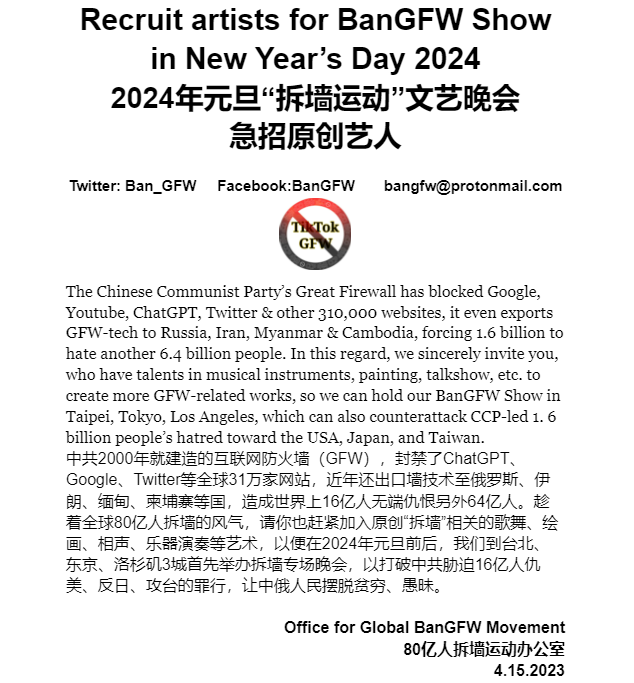 Recruit artists for BanGFW Show
in New Year’s Day 2024
2024年元旦“拆墙运动”文艺晚会
急招原创艺人
Twitter: Ban_GFW Facebook:BanGFW bangfw@protonmail.com
TikTok
GFW
The Chinese Communist Party’s Great Firewall has blocked Google,
Youtube, ChatGPT, Twitter & other 310,000 websites, it even exports
GFW-tech to Russia, Iran, Myanmar & Cambodia, forcing 1.6 billion to
hate another 6.4 billion people. In this regard, we sincerely invite you,
who have talents in musical instruments, painting, talkshow, etc. to
create more GFW-related works, so we can hold our BanGFW Show in
Taipei, Tokyo, Los Angeles, which can also counterattack CCP-led 1. 6
billion people’s hatred toward the USA, Japan, and Taiwan.
中共2000年就建造的互联网防火墙（GFW），封禁了ChatGPT、
Google、Twitter等全球31万家网站，近年还出口墙技术至俄罗斯、伊
朗、缅甸、柬埔寨等国，造成世界上16亿人无端仇恨另外64亿人。趁
着全球80亿人拆墙的风气，请你也赶紧加入原创“拆墙”相关的歌舞、绘
画、相声、乐器演奏等艺术，以便在2024年元旦前后，我们到台北、
东京、洛杉矶3城首先举办拆墙专场晚会，以打破中共胁迫16亿人仇
美、反日、攻台的罪行，让中俄人民摆脱贫穷、愚昧。
Office for Global BanGFW Movement
80亿人拆墙运动办公室
4.15.2023